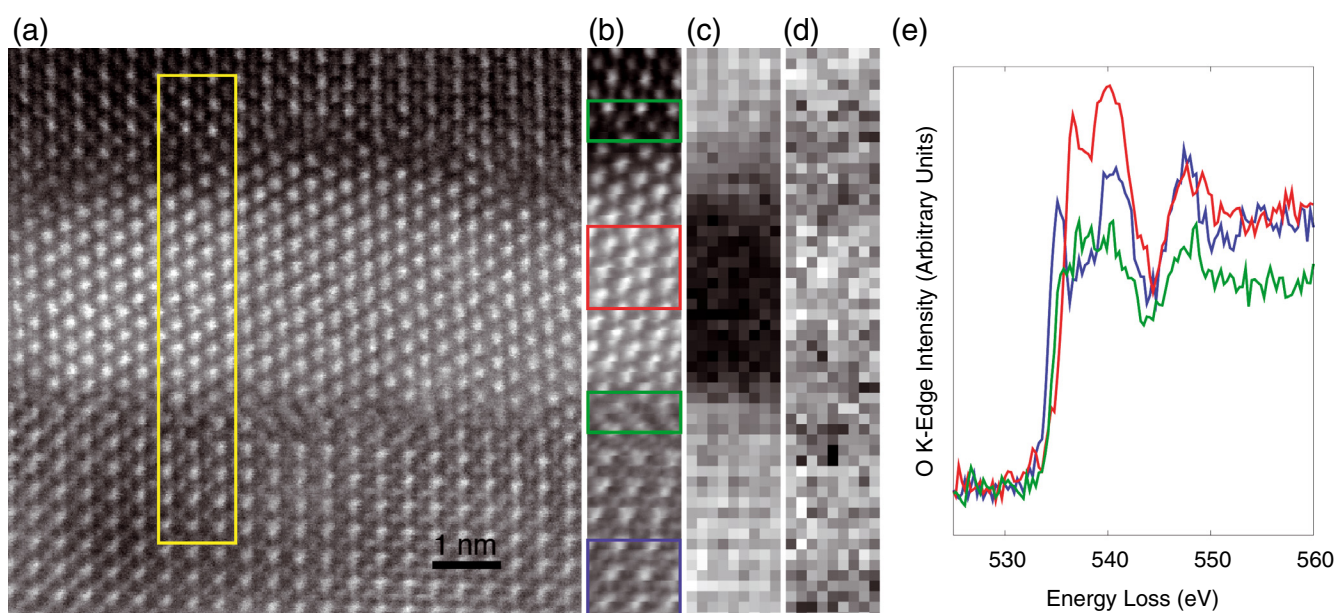 (a)
(b)
(c)
(d)
(e)
1 nm
O K-Edge Intensity (Arbitrary Units)
530
540
550
560
Energy Loss (eV)